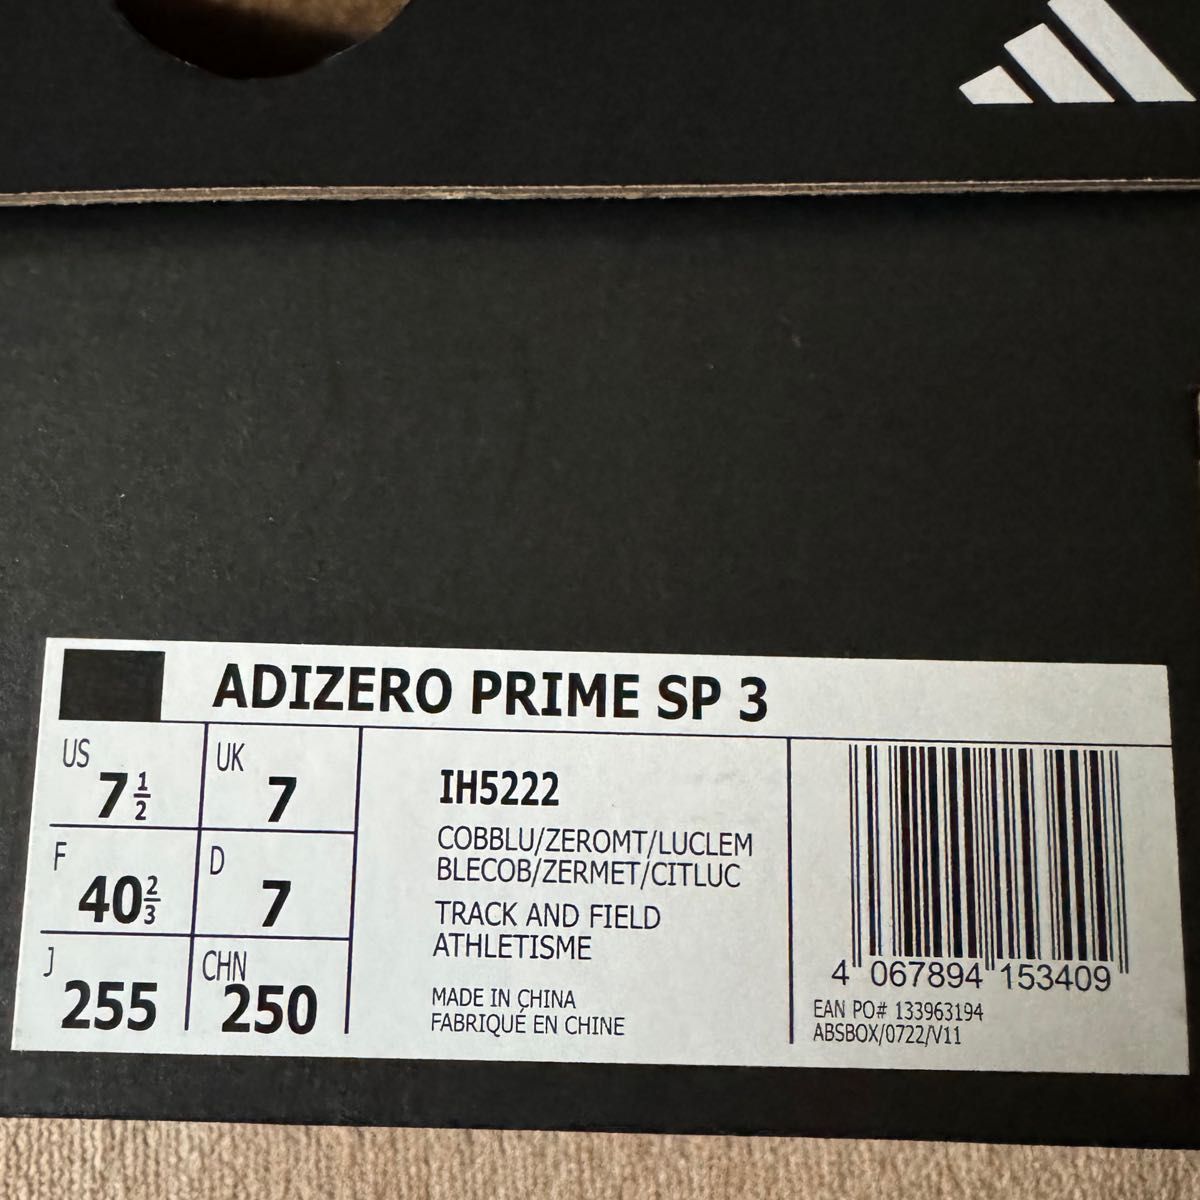 ADIZERO PRIME SP 3
US 7 1/2
UK 7
F 40 2/3
D 7
J 255
CHN 250
IH5222
COBBLU/ZEROMT/LUCLEM
BLECOB/ZERMET/CITLUC
TRACK AND FIELD
ATHLETISME
MADE IN CHINA
FABRIQUÉ EN CHINE
4 067894 153409
EAN PO# 133963194
ABSBOX/0722/V11